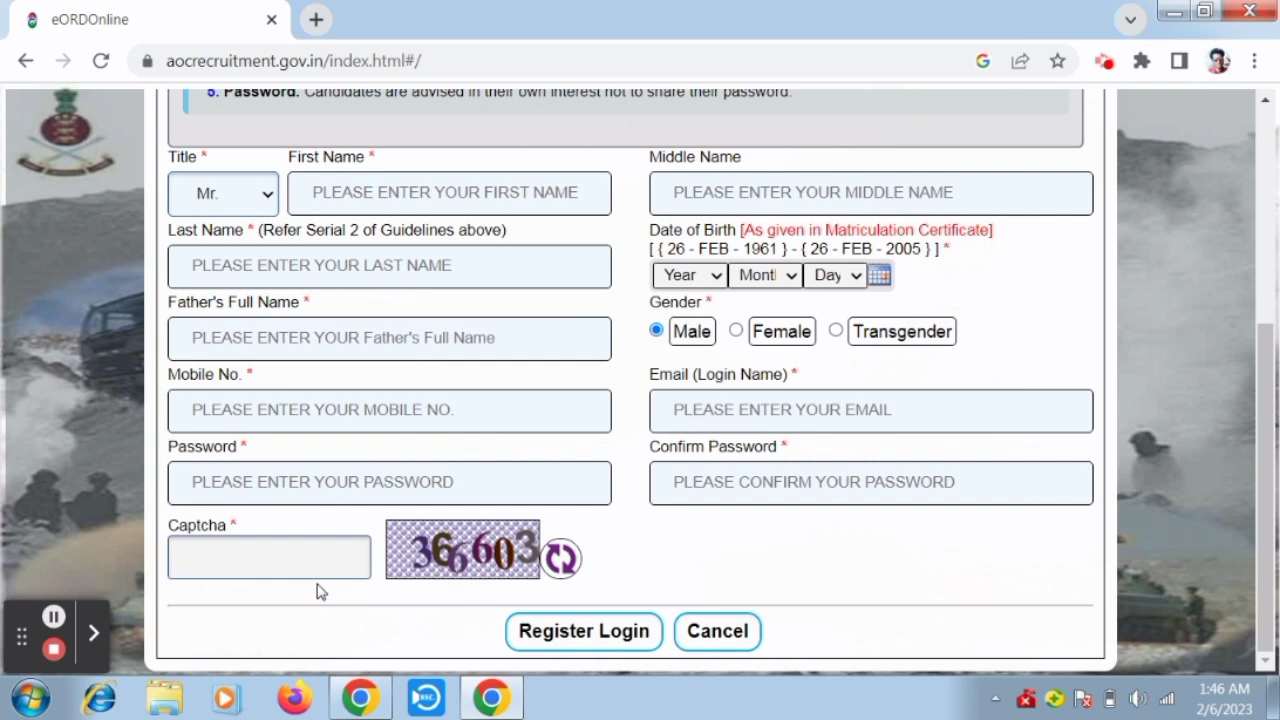 eORDOnline
aocrecruitment.gov.in/index.html#/
5. Password. Candidates are advised in their own interest not to share their password.
Title * First Name * Middle Name
Mr. PLEASE ENTER YOUR FIRST NAME PLEASE ENTER YOUR MIDDLE NAME
Last Name * (Refer Serial 2 of Guidelines above) Date of Birth [As given in Matriculation Certificate]
[ { 26 - FEB - 1961 } - { 26 - FEB - 2005 } ] *
PLEASE ENTER YOUR LAST NAME Year Day
Father's Full Name * Gender *
PLEASE ENTER YOUR Father's Full Name Male Female Transgender
Mobile No. * Email (Login Name) *
PLEASE ENTER YOUR MOBILE NO. PLEASE ENTER YOUR EMAIL
Password * Confirm Password *
PLEASE ENTER YOUR PASSWORD PLEASE CONFIRM YOUR PASSWORD
Captcha *
366603
Register Login Cancel
1:46 AM
2/6/2023